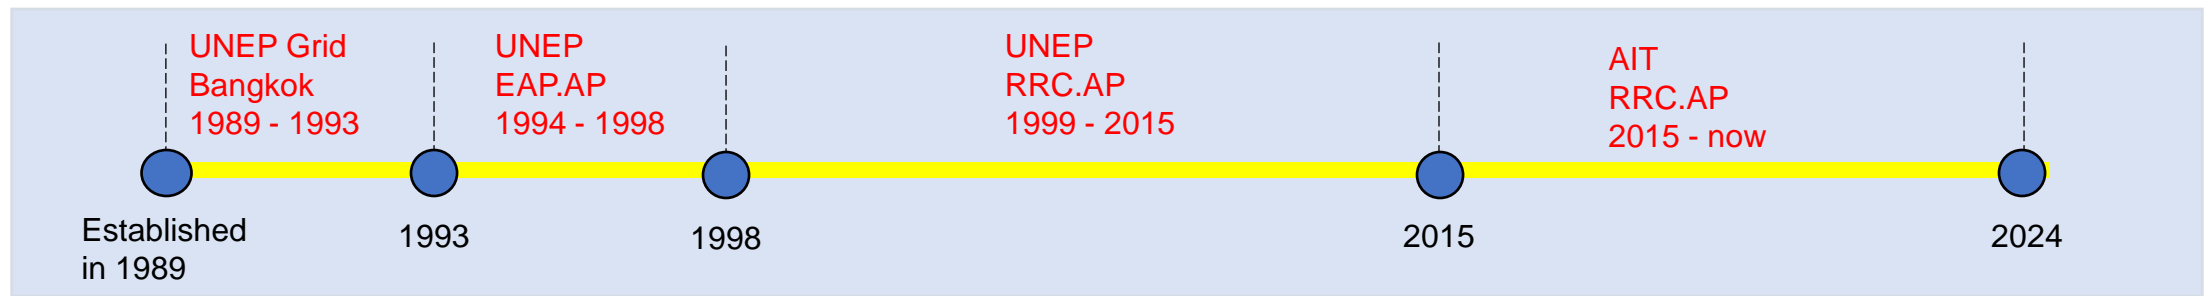 UNEP Grid
Bangkok
1989 - 1993
UNEP
EAP.AP
1994 - 1998
UNEP
RRC.AP
1999 - 2015
AIT
RRC.AP
2015 - now
Established
in 1989
1993
1998
2015
2024